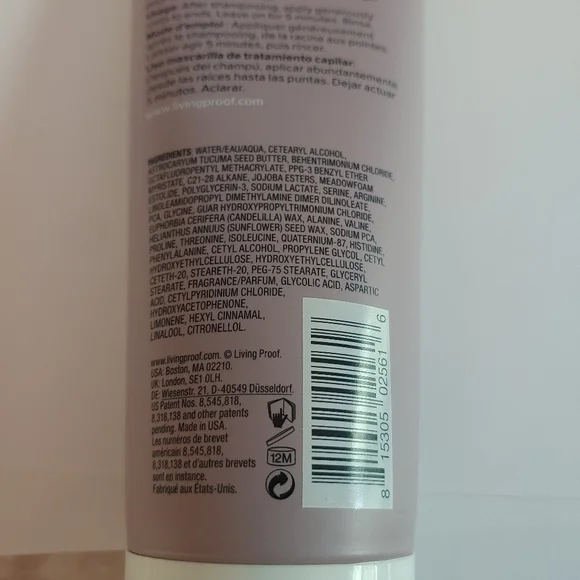 Usage: After shampooing, apply generously
to ends. Leave on for 5 minutes. Rinse.
Mode d'emploi: Appliquer généreusement
après le shampooing, de la racine aux pointes.
Laisser agir 5 minutes, puis rincer.
Use mascarilla de tratamiento capilar:
Después del champú, aplicar abundantemente
desde las raíces hasta las puntas. Dejar actuar
5 minutos. Aclarar.
www.livingproof.com
INGREDIENTS: WATER/EAU/AQUA, CETEARYL ALCOHOL,
ASTROCARYUM TUCUMA SEED BUTTER, BEHENTRIMONIUM CHLORIDE,
OCTAFLUOROPENTYL METHACRYLATE, PPG-3 BENZYL ETHER
MYRISTATE, C21-28 ALKANE, JOJOBA ESTERS, MEADOWFOAM
ESTOLIDE, POLYGLYCERIN-3, SODIUM LACTATE, SERINE, ARGININE,
LINOLEAMIDOPROPYL DIMETHYLAMINE DIMER DILINOLEATE,
PCA, GLYCINE, GUAR HYDROXYPROPYLTRIMONIUM CHLORIDE,
EUPHORBIA CERIFERA (CANDELILLA) WAX, ALANINE, VALINE,
HELIANTHUS ANNUUS (SUNFLOWER) SEED WAX, SODIUM PCA,
PROLINE, THREONINE, ISOLEUCINE, QUATERNIUM-87, HISTIDINE,
PHENYLALANINE, CETYL ALCOHOL, PROPYLENE GLYCOL, CETYL
HYDROXYETHYLCELLULOSE, HYDROXYETHYLCELLULOSE,
CETETH-20, STEARETH-20, PEG-75 STEARATE, GLYCERYL
STEARATE, FRAGRANCE/PARFUM, GLYCOLIC ACID, ASPARTIC
ACID, CETYLPYRIDINIUM CHLORIDE,
HYDROXYACETOPHENONE,
LIMONENE, HEXYL CINNAMAL,
LINALOOL, CITRONELLOL.
www.livingproof.com. © Living Proof.
USA: Boston, MA 02210.
UK: London, SE1 0LH.
DE: Wiesenstr. 21. D-40549 Düsseldorf.
US Patent Nos. 8,545,818,
8,318,138 and other patents
pending. Made in USA.
Les numéros de brevet
américain 8,545,818,
8,318,138 et d'autres brevets
sont en instance.
Fabriqué aux États-Unis.
12M
8 15305 02561 6